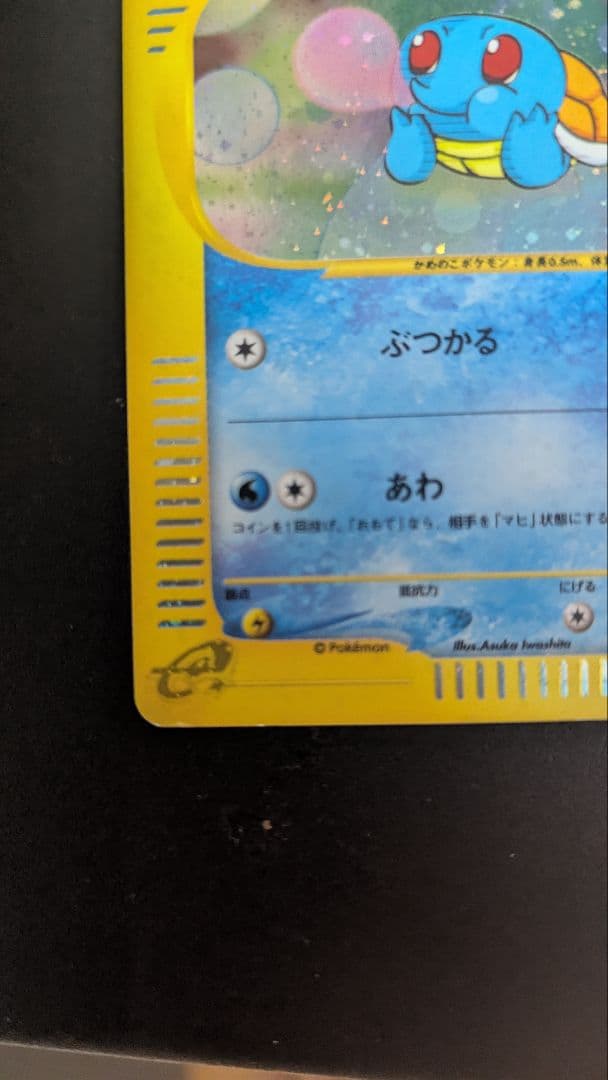 かめのこポケモン：身長0.5m、体
ぶつかる
あわ
コインを1回投げ、「おもて」なら、相手を「マヒ」状態にする
弱点 抵抗力 にげる
© Pokémon Illus.Asuka Iwashita